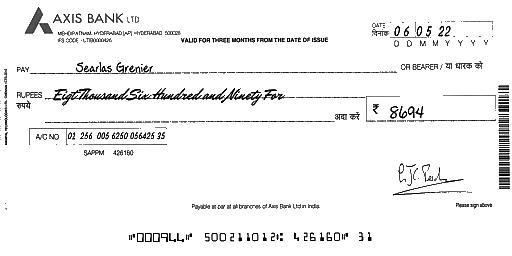 AXIS BANK LTD
MEHDIPATNAM, HYDERABAD [AP] HYDERABAD 500028
IFS CODE : UTIB0000426
VALID FOR THREE MONTHS FROM THE DATE OF ISSUE
DATE
दिनांक 06 05 22
D D M M Y Y Y Y
PAY Searlas Grenier OR BEARER / या धारक को
RUPEES Eigt Thousand Six Hundred and Ninety For
रुपये अदा करें ₹ 8694
A/C NO 02 256 005 6250 056425 35
SAPPM 426160
Payable at par at all branches of Axis Bank Ltd in India.
Please sign above
⑈000944⑈ 500211012⑆ 426160⑈ 31